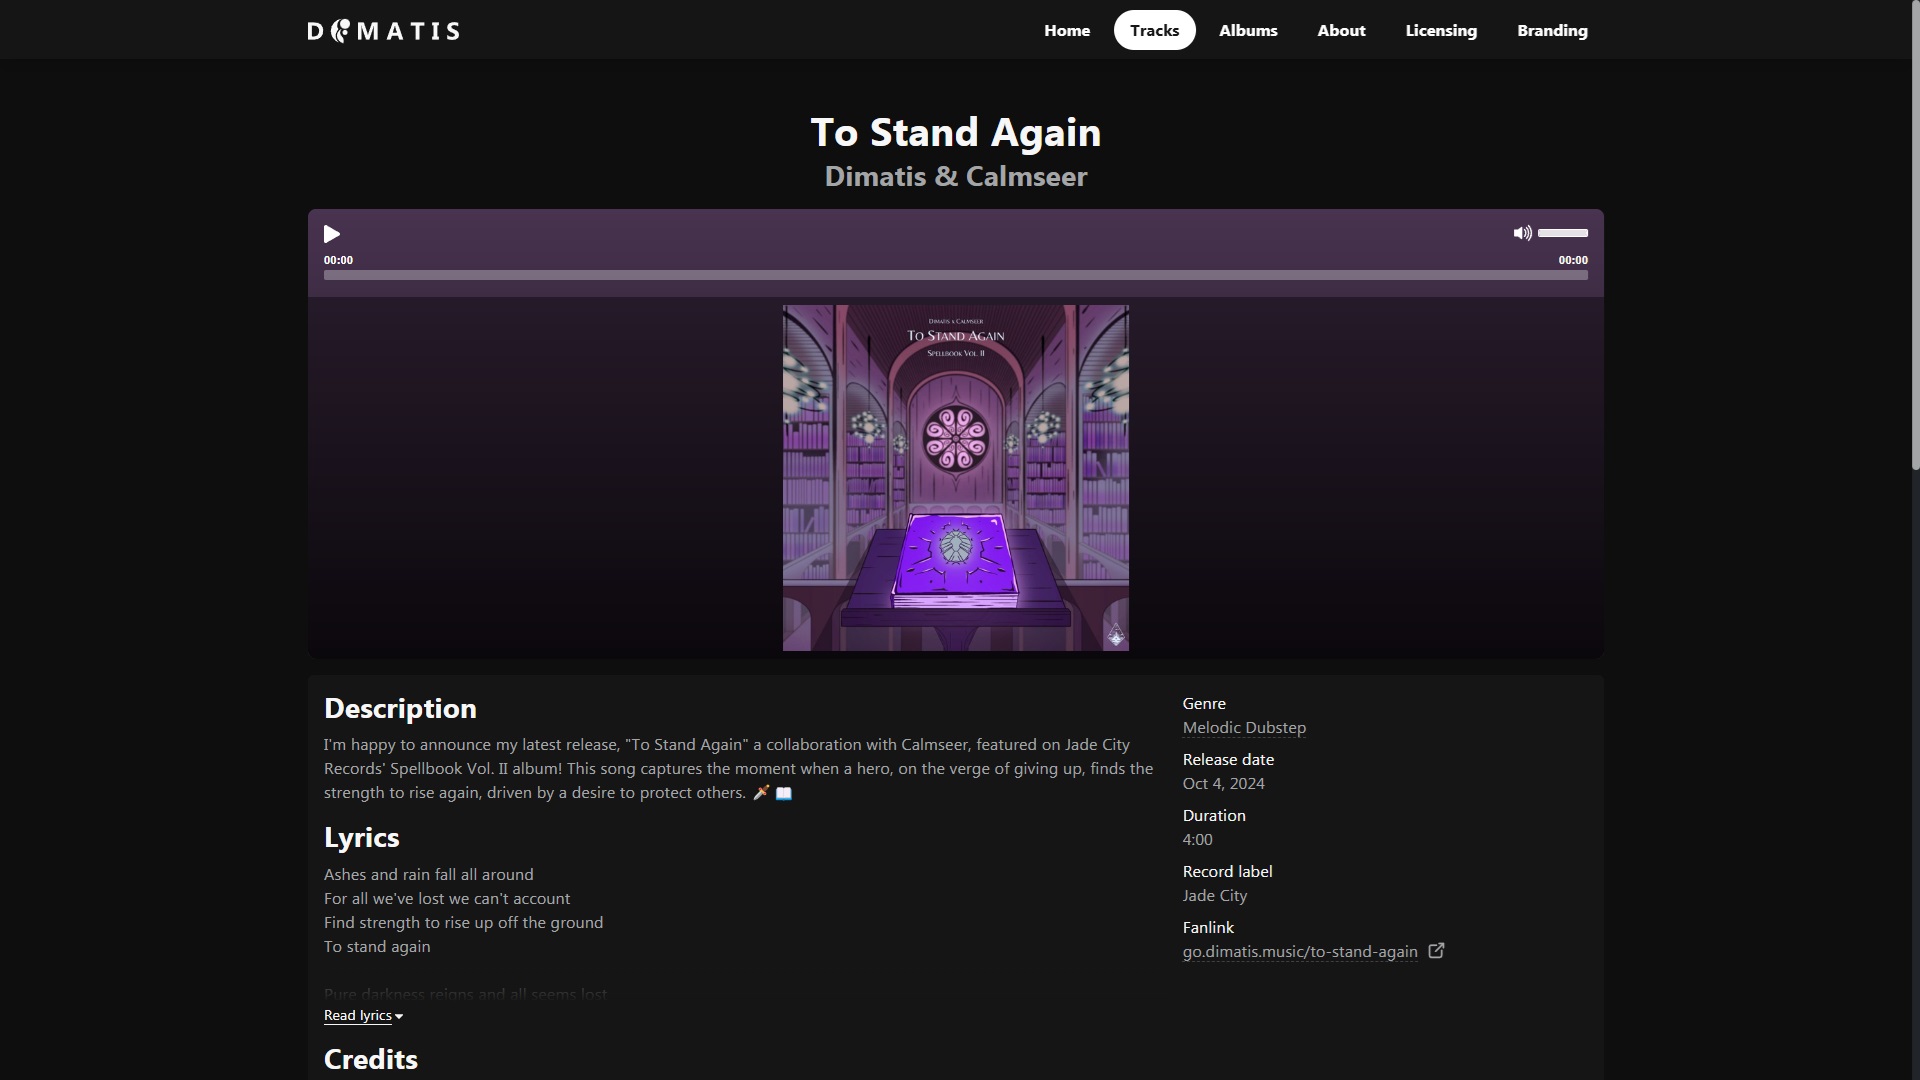 DIMATIS
Home
Tracks
Albums
About
Licensing
Branding
To Stand Again
Dimatis & Calmseer
00:00
00:00
Dimatis x Calmseer
To Stand Again
Spellbook Vol. II
Description
I'm happy to announce my latest release, "To Stand Again" a collaboration with Calmseer, featured on Jade City
Records' Spellbook Vol. II album! This song captures the moment when a hero, on the verge of giving up, finds the
strength to rise again, driven by a desire to protect others. 🗡️ 📖
Lyrics
Ashes and rain fall all around
For all we've lost we can't account
Find strength to rise up off the ground
To stand again
Pure darkness reigns and all seems lost
Read lyrics
Credits
Genre
Melodic Dubstep
Release date
Oct 4, 2024
Duration
4:00
Record label
Jade City
Fanlink
go.dimatis.music/to-stand-again